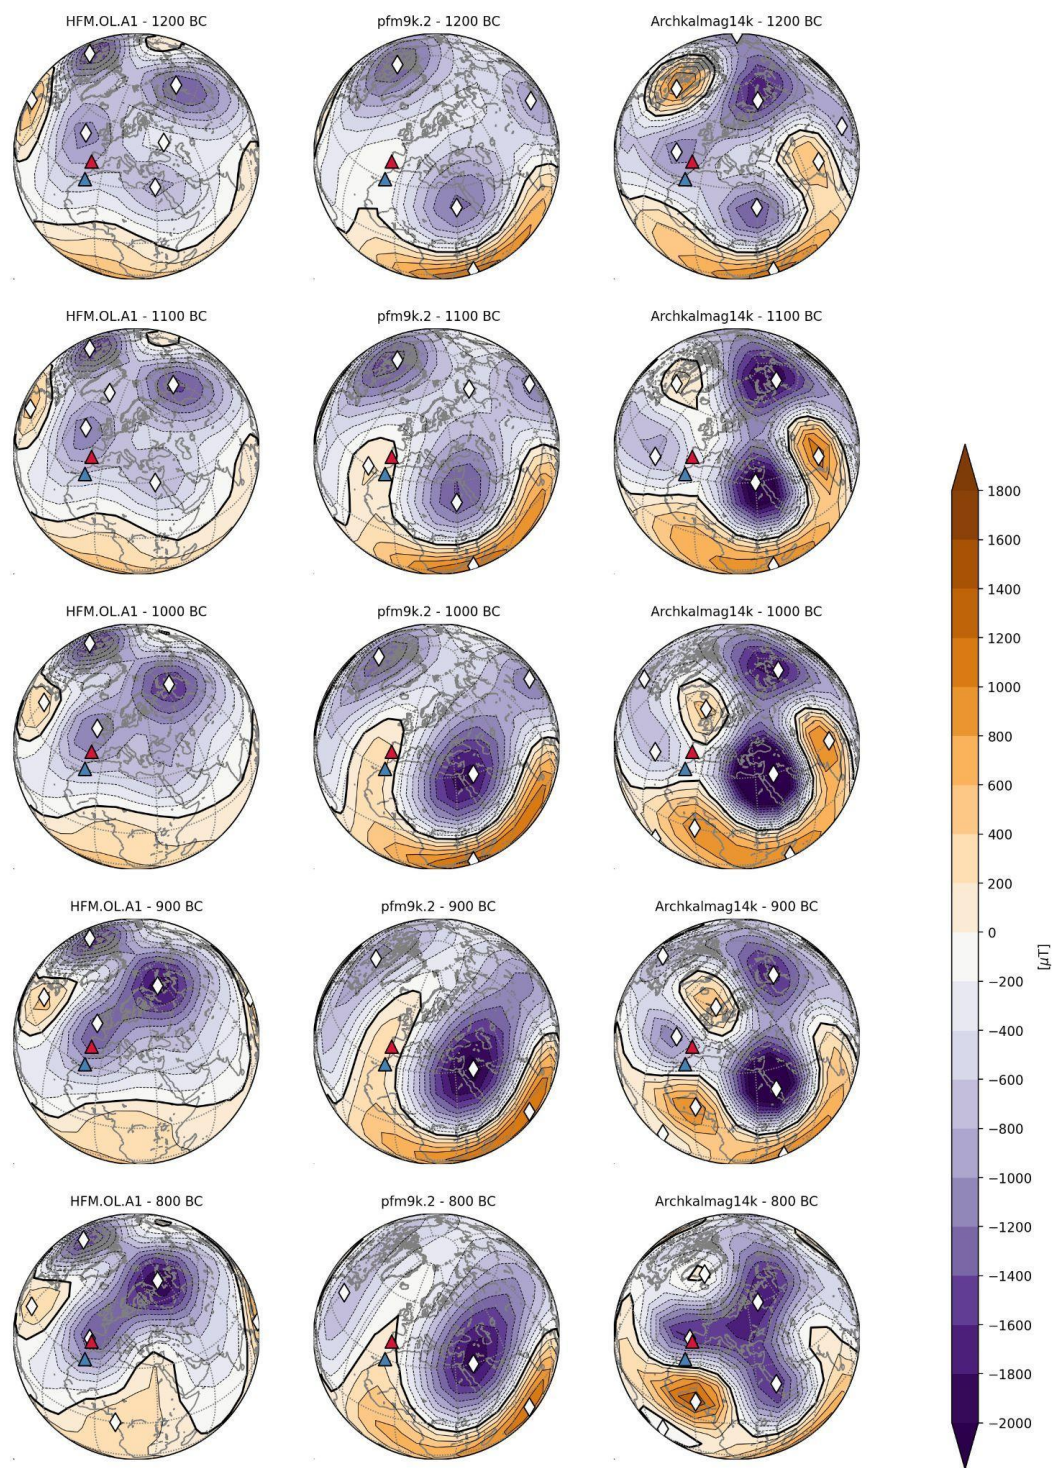 HFM.OL.A1 - 1200 BC
pfm9k.2 - 1200 BC
Archkalmag14k - 1200 BC
HFM.OL.A1 - 1100 BC
pfm9k.2 - 1100 BC
Archkalmag14k - 1100 BC
HFM.OL.A1 - 1000 BC
pfm9k.2 - 1000 BC
Archkalmag14k - 1000 BC
HFM.OL.A1 - 900 BC
pfm9k.2 - 900 BC
Archkalmag14k - 900 BC
HFM.OL.A1 - 800 BC
pfm9k.2 - 800 BC
Archkalmag14k - 800 BC
1800
1600
1400
1200
1000
800
600
400
200
0
−200
−400
−600
−800
−1000
−1200
−1400
−1600
−1800
−2000
[μT]